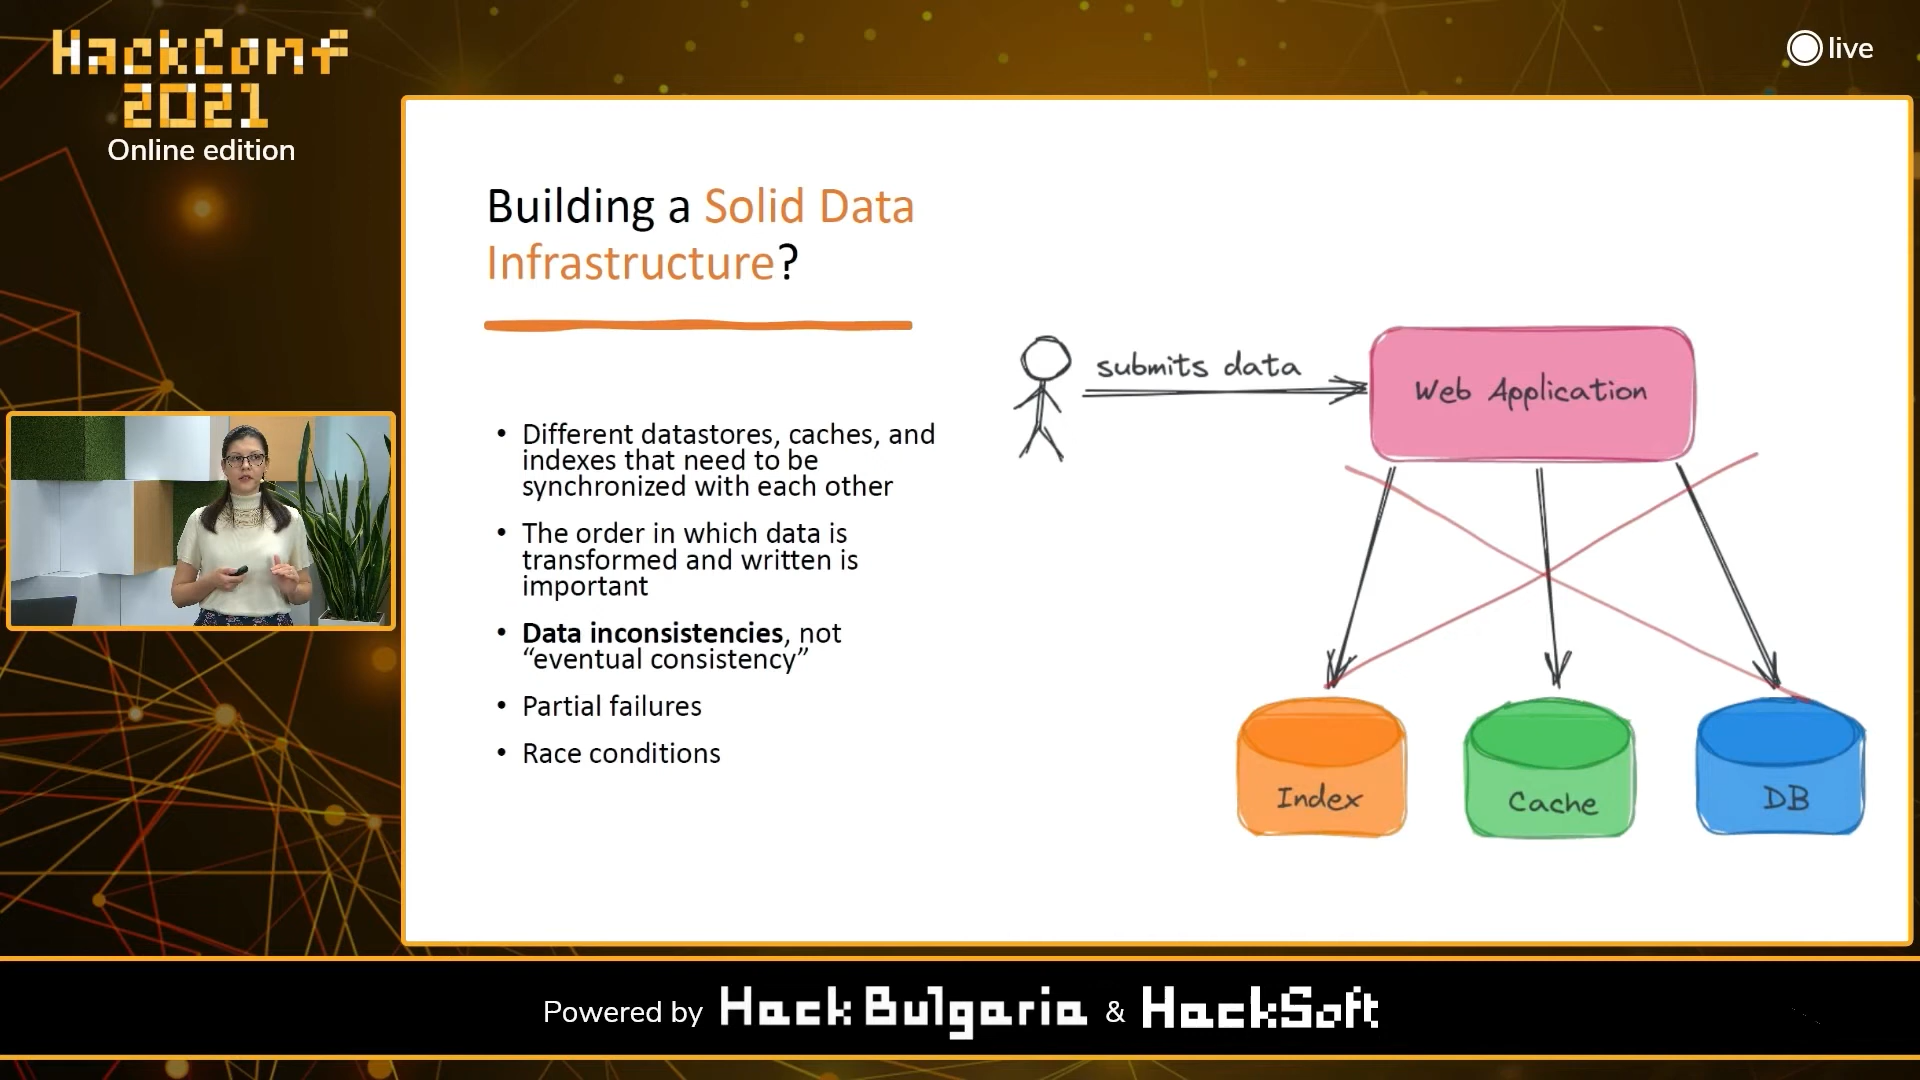 HackConf
2021
Online edition
live
Building a Solid Data
Infrastructure?
• Different datastores, caches, and
indexes that need to be
synchronized with each other
• The order in which data is
transformed and written is
important
• Data inconsistencies, not
“eventual consistency”
• Partial failures
• Race conditions
submits data
Web Application
Index
Cache
DB
Powered by Hack Bulgaria & HackSoft